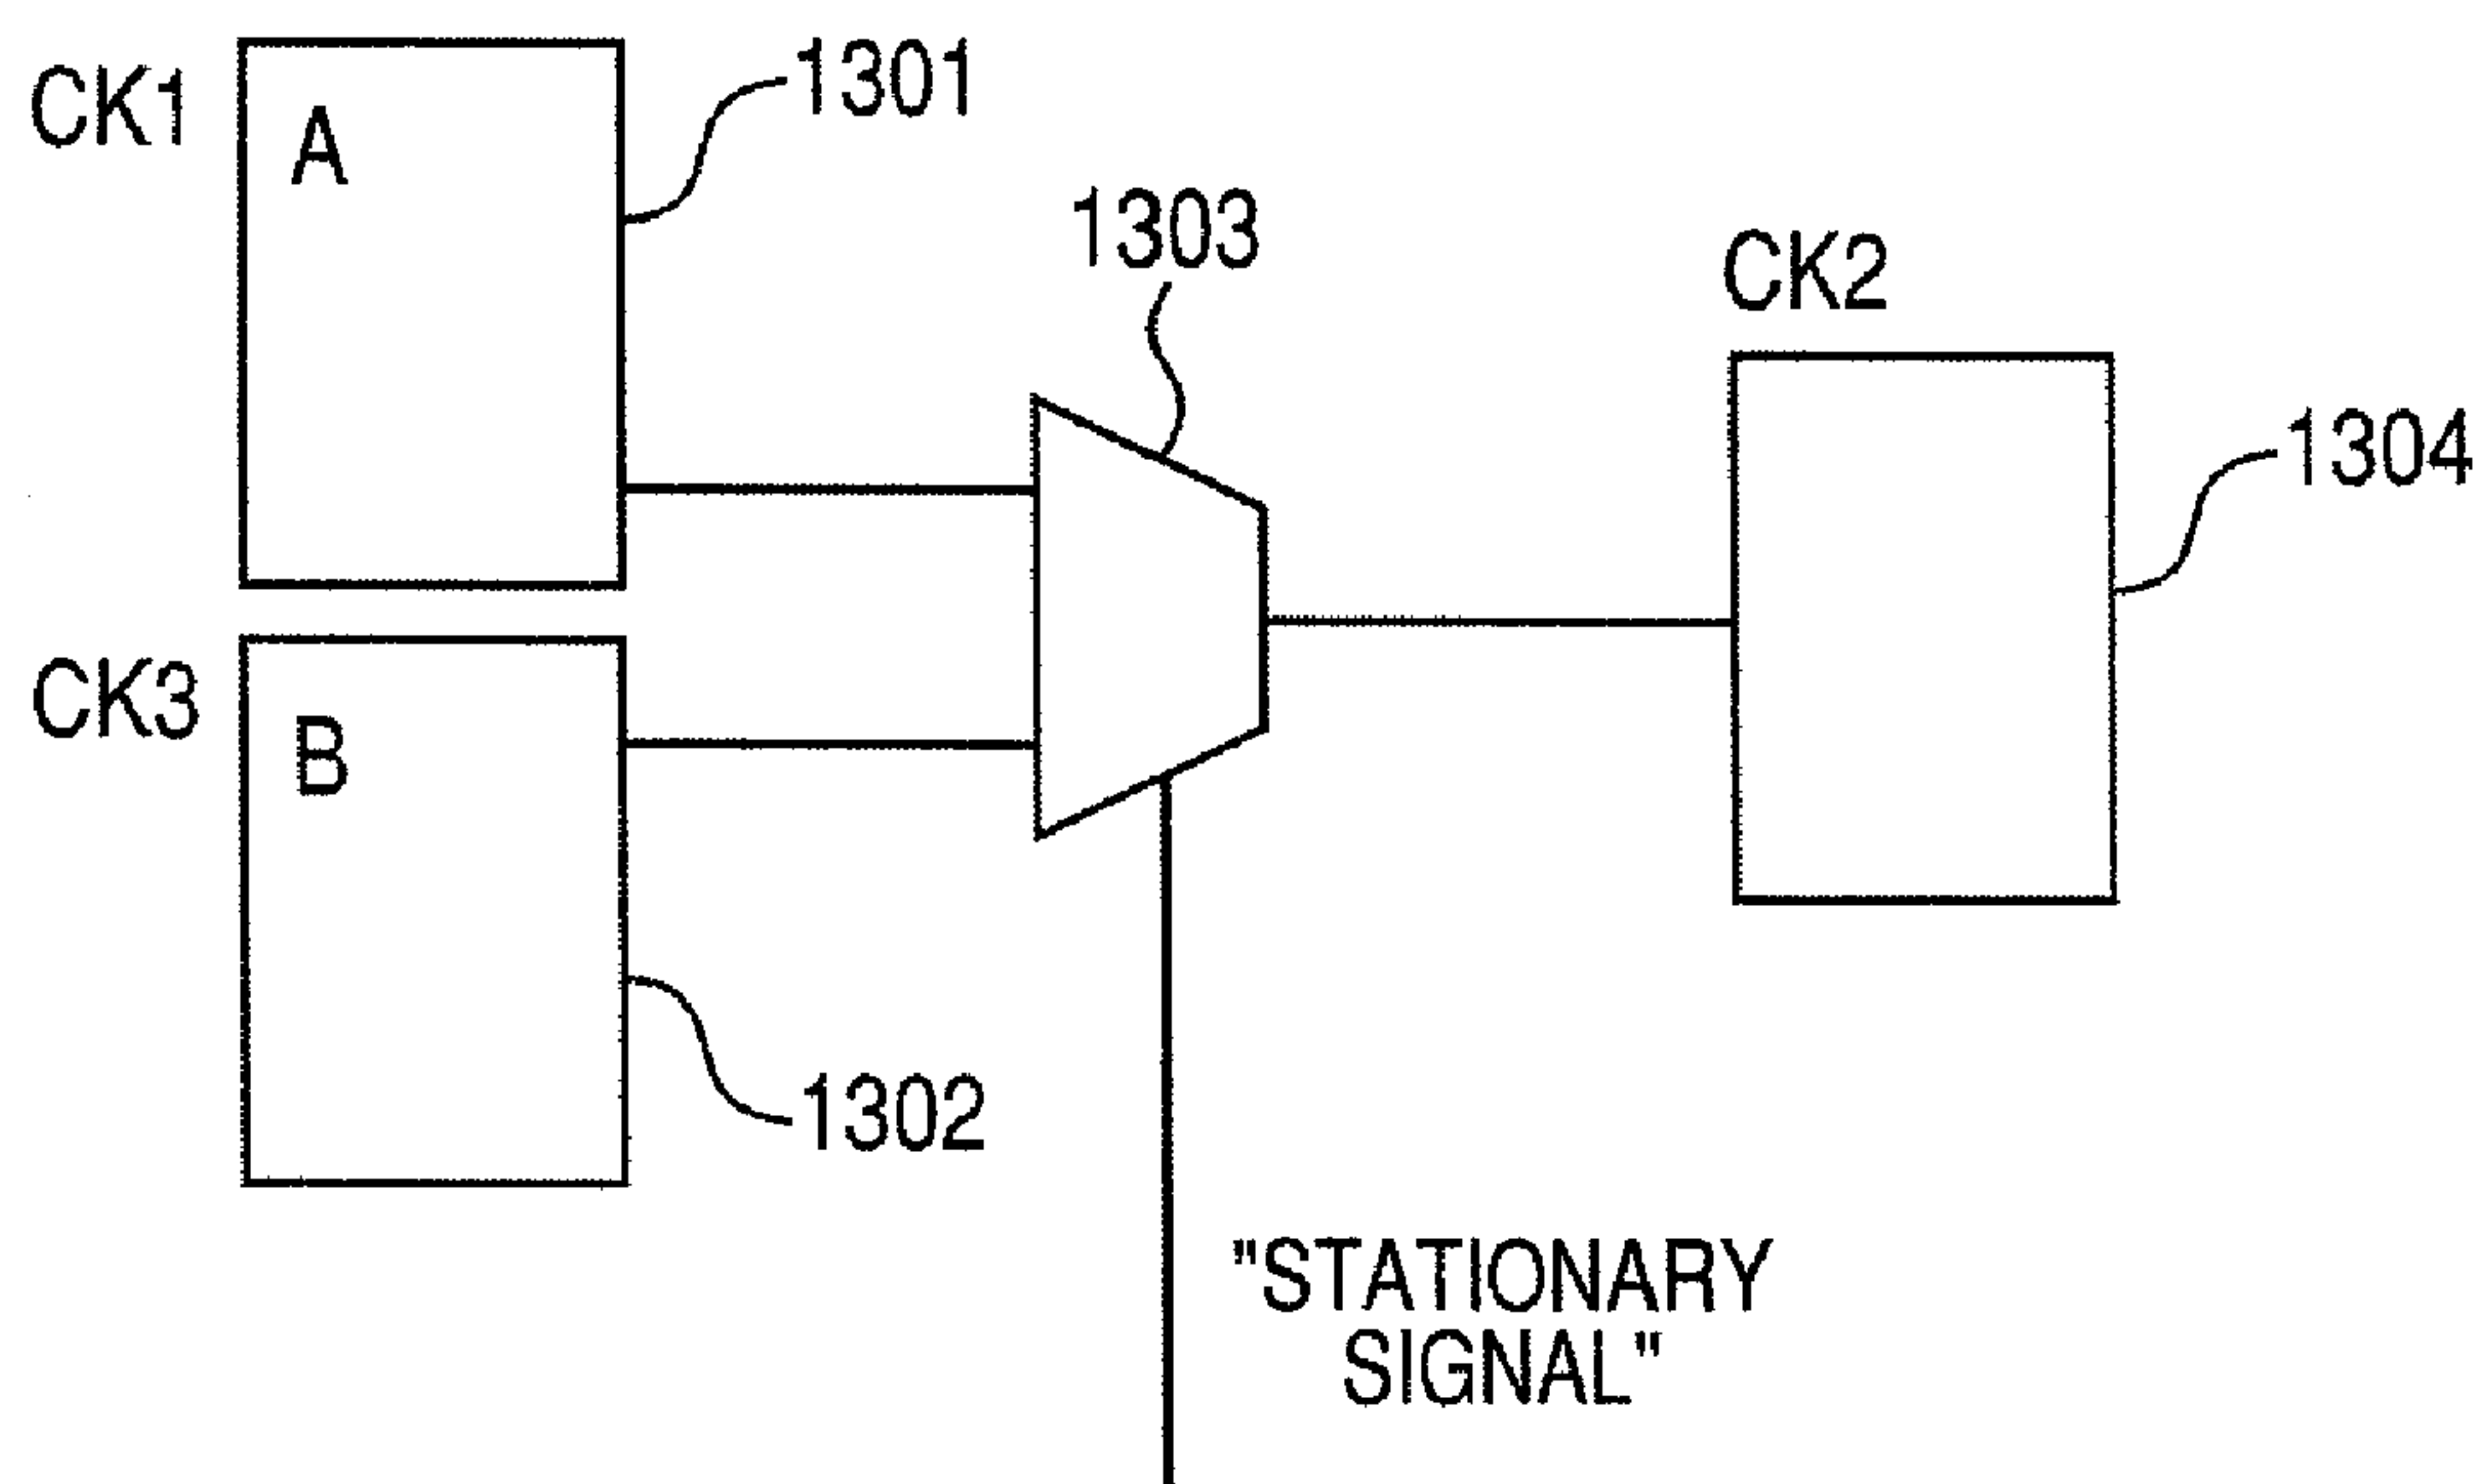 CK1
A
1301
1303
CK2
1304
CK3
B
1302
"STATIONARY
SIGNAL"